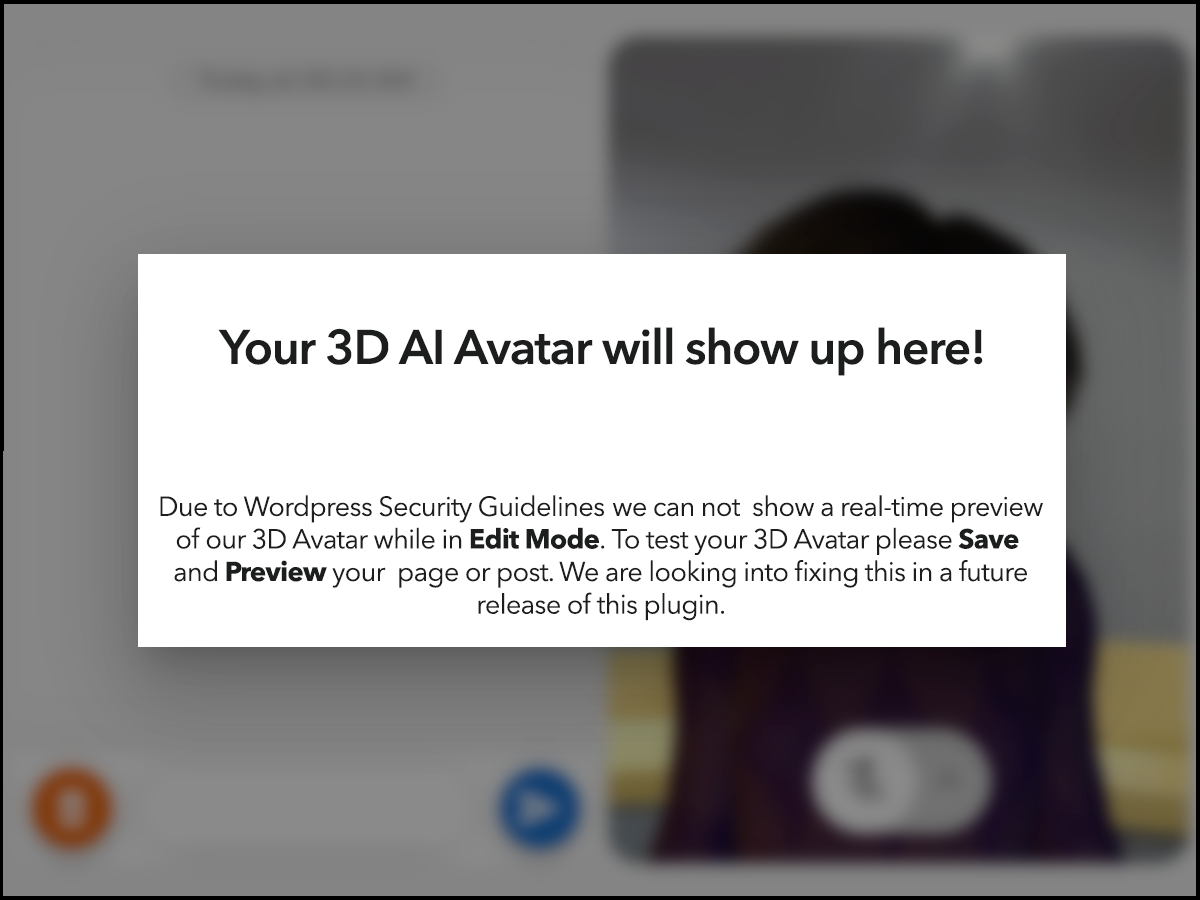 Your 3D AI Avatar will show up here!
Due to Wordpress Security Guidelines we can not  show a real-time preview
of our 3D Avatar while in Edit Mode. To test your 3D Avatar please Save
and Preview your  page or post. We are looking into fixing this in a future
release of this plugin.